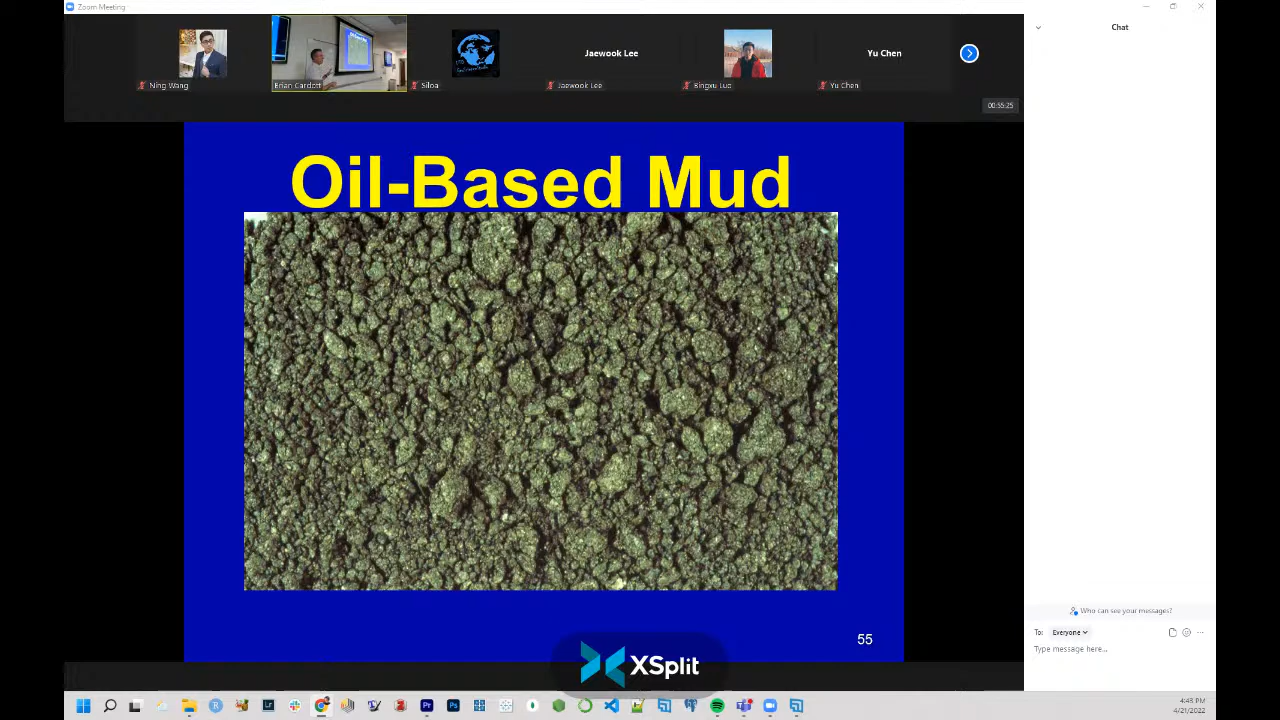 Zoom Meeting
Chat
Jaewook Lee
Yu Chen
Ning Wang
Brian Cardott
Siloa
Jaewook Lee
Bingxu Luo
Yu Chen
00:55:25
Oil-Based Mud
55
XSplit
Who can see your messages?
To: Everyone
Type message here...
4:43 PM
4/21/2022